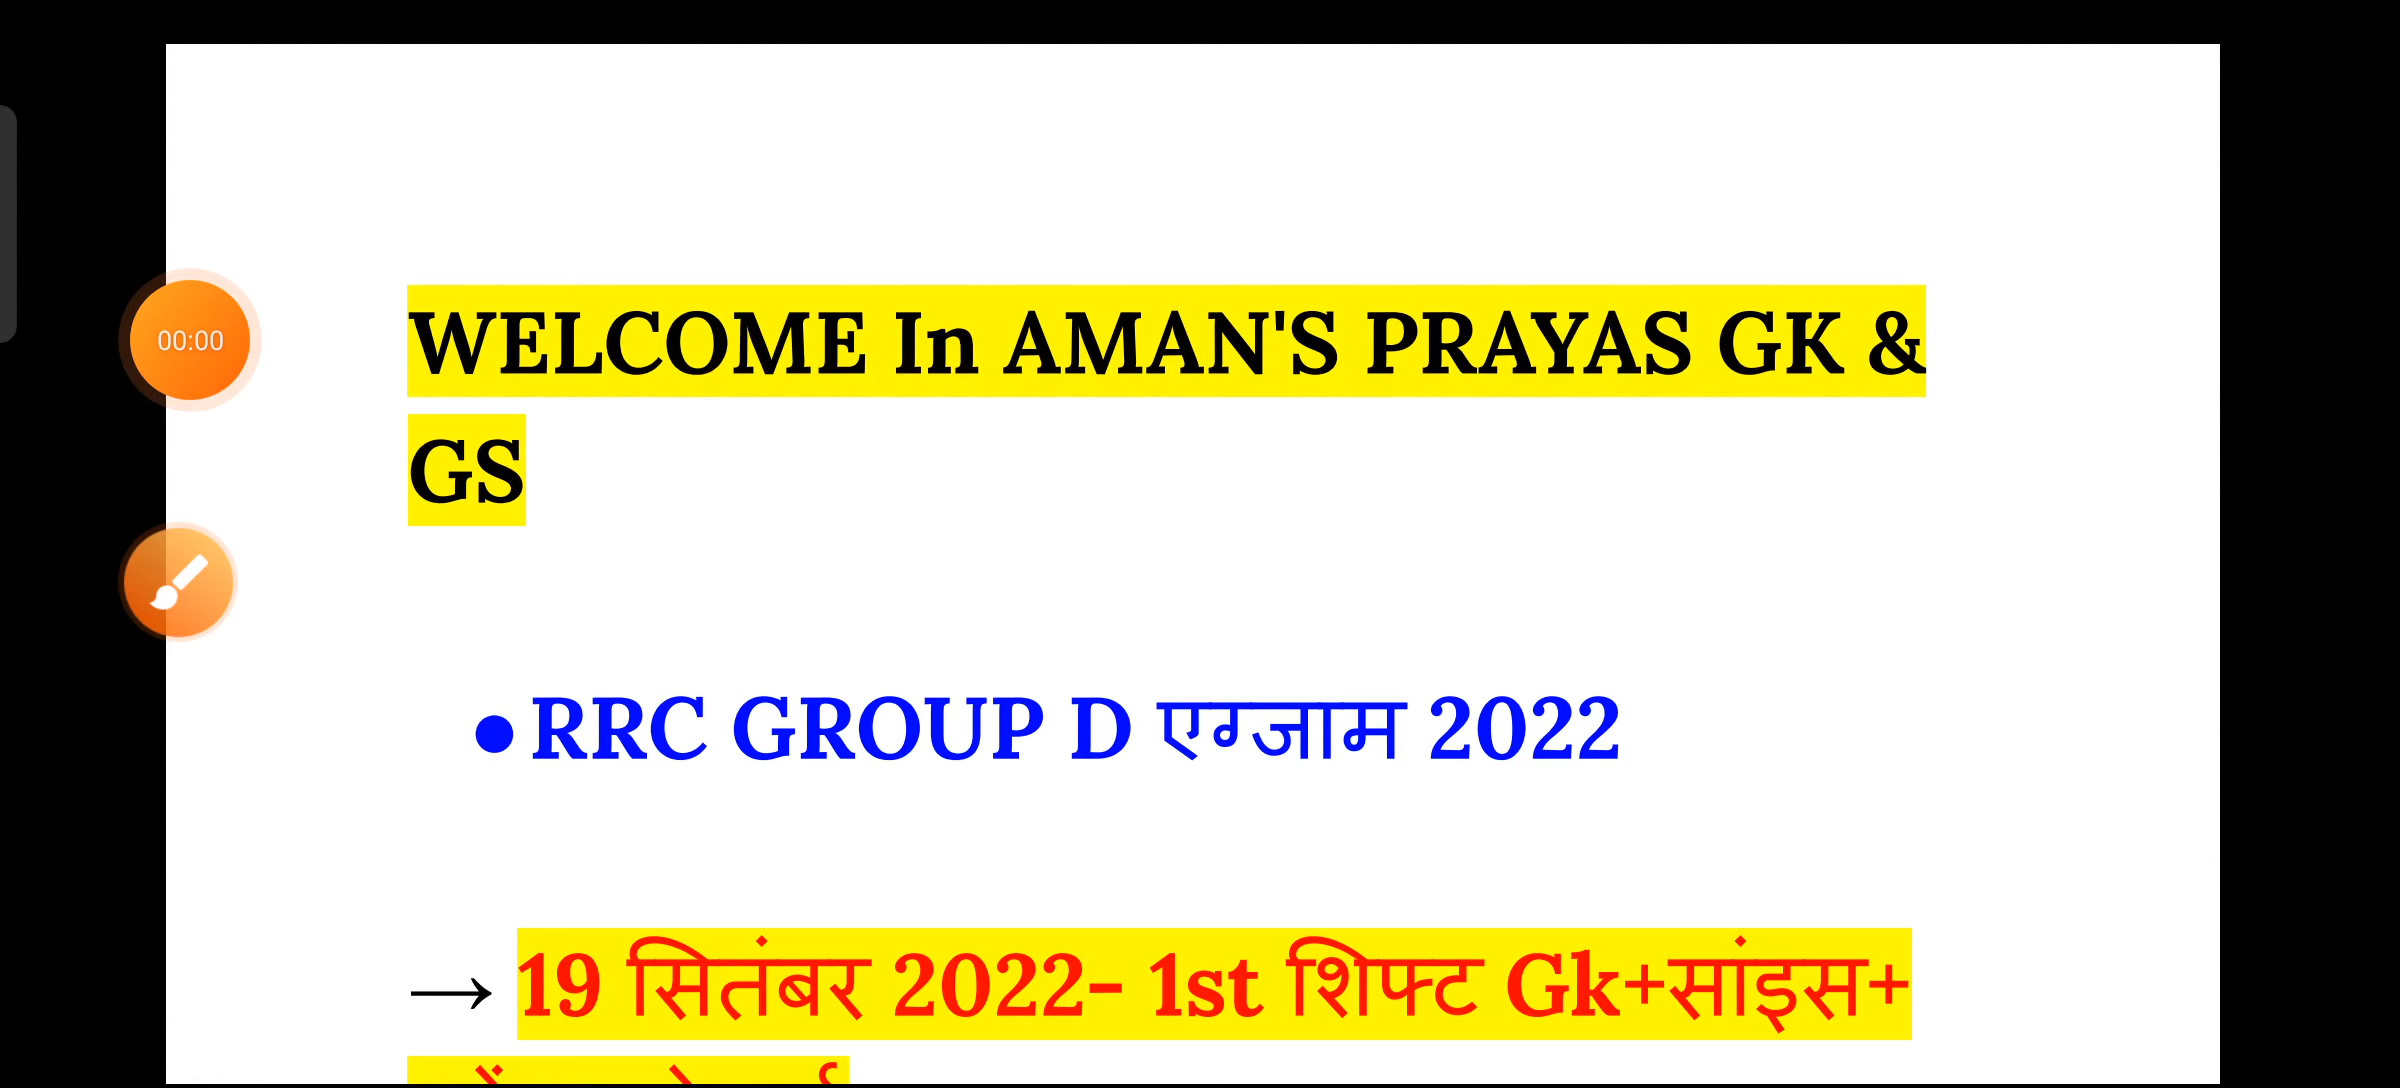 WELCOME In AMAN'S PRAYAS GK &
GS
00:00
● RRC GROUP D एग्जाम 2022
→ 19 सितंबर 2022- 1st शिफ्ट Gk+सांइस+